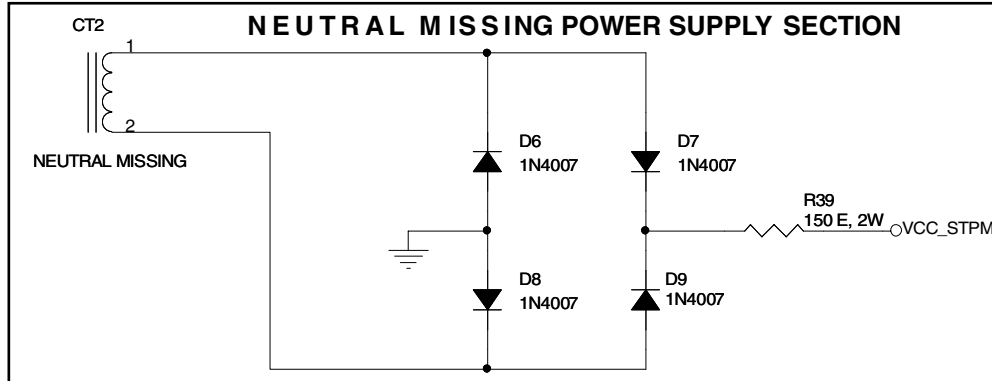 NEUTRAL MISSING POWER SUPPLY SECTION
CT2
1
2
NEUTRAL MISSING
D6
1N4007
D7
1N4007
R39
150 E, 2W
VCC_STPM
D8
1N4007
D9
1N4007